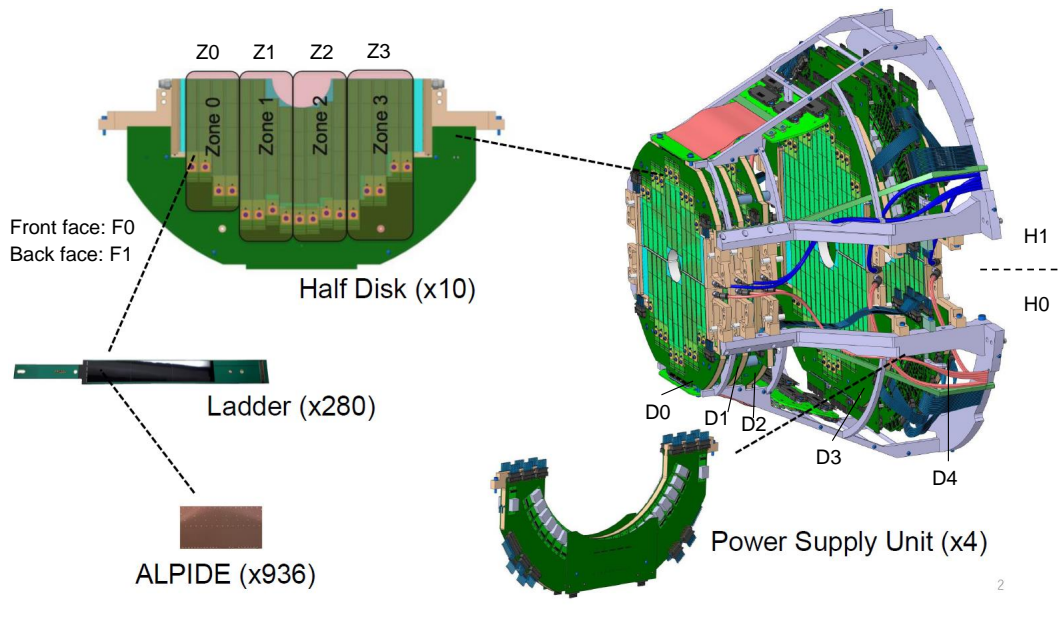 Z0
Z1
Z2
Z3
Zone 0
Zone 1
Zone 2
Zone 3
Front face: F0
Back face: F1
Half Disk (x10)
H1
H0
Ladder (x280)
D0
D1
D2
D3
D4
ALPIDE (x936)
Power Supply Unit (x4)
2